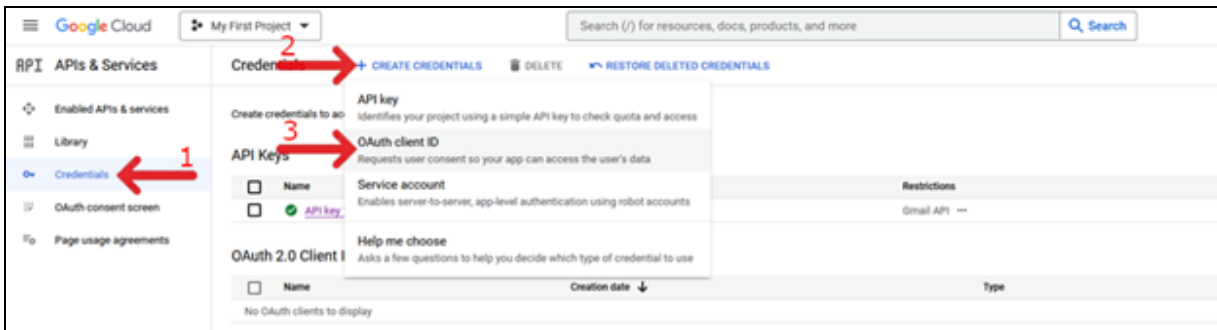 Google Cloud
My First Project
Search (/) for resources, docs, products, and more
Search
API APIs & Services
Credentials
2
+ CREATE CREDENTIALS
DELETE
RESTORE DELETED CREDENTIALS
Enabled APIs & services
Library
1
Credentials
OAuth consent screen
Page usage agreements
Create credentials to ac
API key
Identifies your project using a simple API key to check quota and access
3
OAuth client ID
Requests user consent so your app can access the user's data
Service account
Enables server-to-server, app-level authentication using robot accounts
Help me choose
Asks a few questions to help you decide which type of credential to use
API Keys
Name
Restrictions
API key
Gmail API
OAuth 2.0 Client I
Name
Creation date
Type
No OAuth clients to display